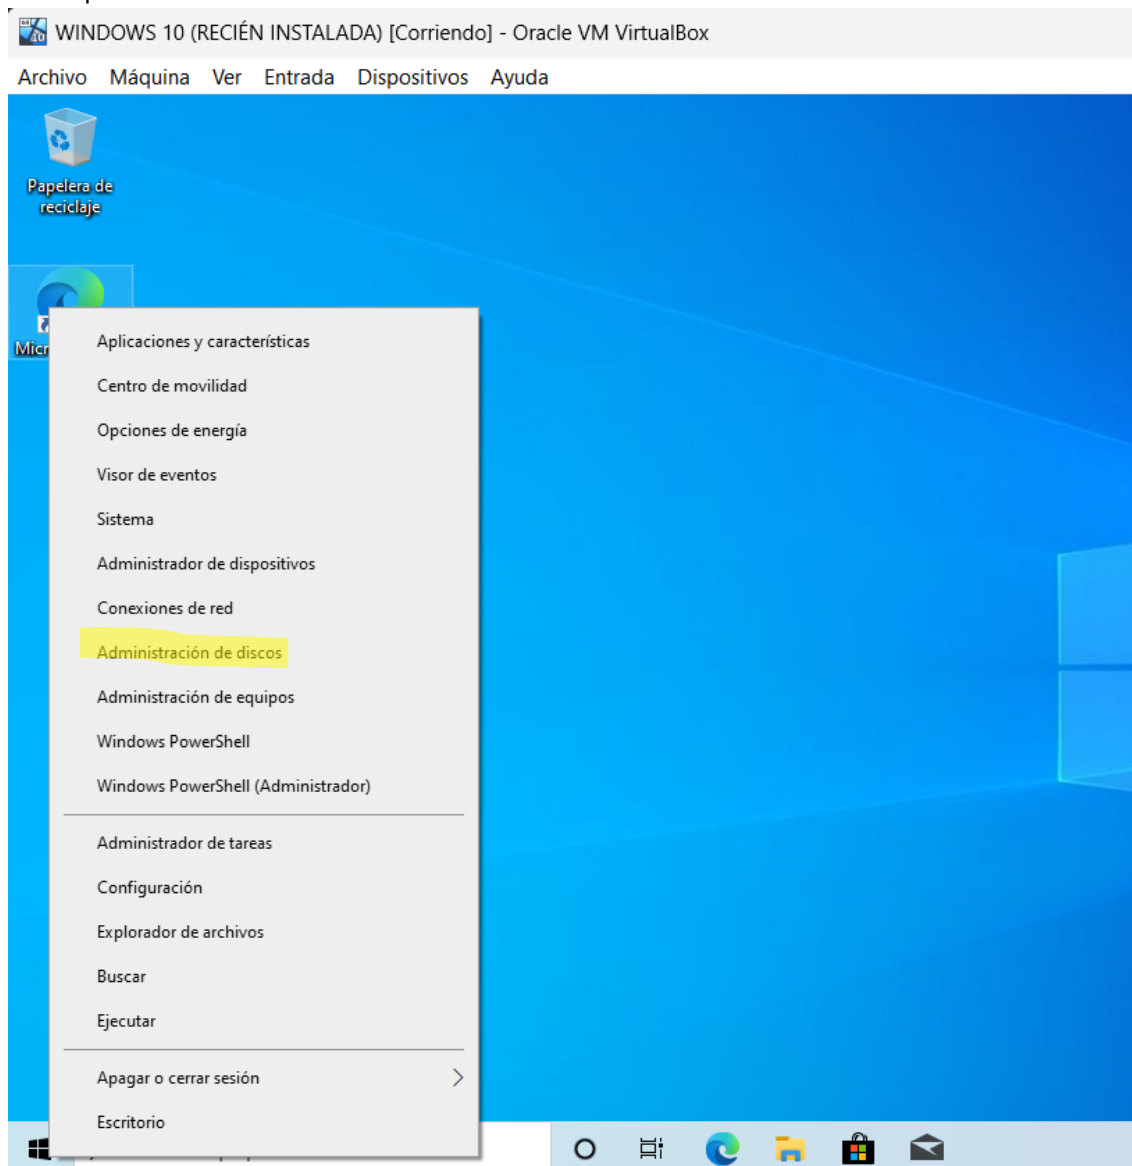 WINDOWS 10 (RECIÉN INSTALADA) [Corriendo] - Oracle VM VirtualBox
Archivo Máquina Ver Entrada Dispositivos Ayuda
Papelera de
reciclaje
Aplicaciones y características
Centro de movilidad
Opciones de energía
Visor de eventos
Sistema
Administrador de dispositivos
Conexiones de red
Administración de discos
Administración de equipos
Windows PowerShell
Windows PowerShell (Administrador)
Administrador de tareas
Configuración
Explorador de archivos
Buscar
Ejecutar
Apagar o cerrar sesión
Escritorio